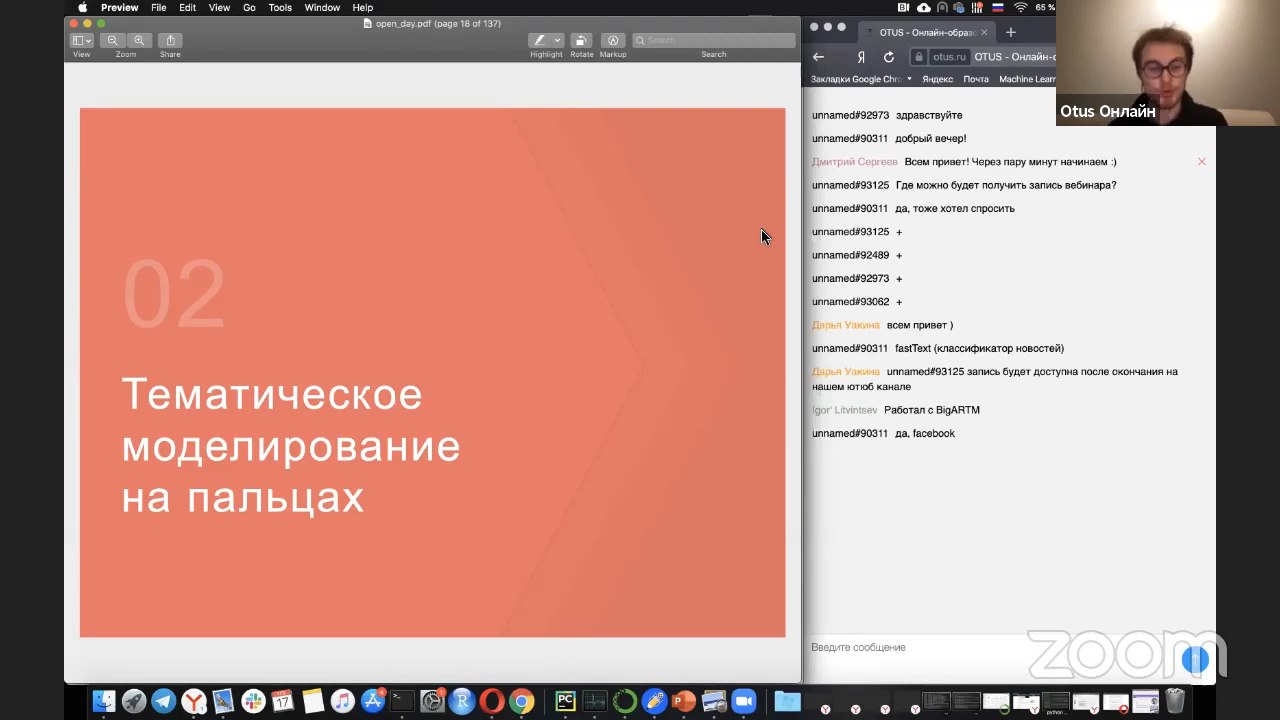 Preview File Edit View Go Tools Window Help
65 %
open_day.pdf (page 18 of 137)
View Zoom Share Highlight Rotate Markup Search
Search
02
Тематическое
моделирование
на пальцах
OTUS - Онлайн-образо
otus.ru OTUS - Онлайн-о
Закладки Google Chro Яндекс Почта Machine Learn
Otus Онлайн
unnamed#92973 здравствуйте
unnamed#90311 добрый вечер!
Дмитрий Сергеев Всем привет! Через пару минут начинаем :)
unnamed#93125 Где можно будет получить запись вебинара?
unnamed#90311 да, тоже хотел спросить
unnamed#93125 +
unnamed#92489 +
unnamed#92973 +
unnamed#93062 +
Дарья Уакина всем привет )
unnamed#90311 fastText (классификатор новостей)
Дарья Уакина unnamed#93125 запись будет доступна после окончания на
нашем ютюб канале
Igor' Litvintsev Работал с BigARTM
unnamed#90311 да, facebook
Введите сообщение
zoom